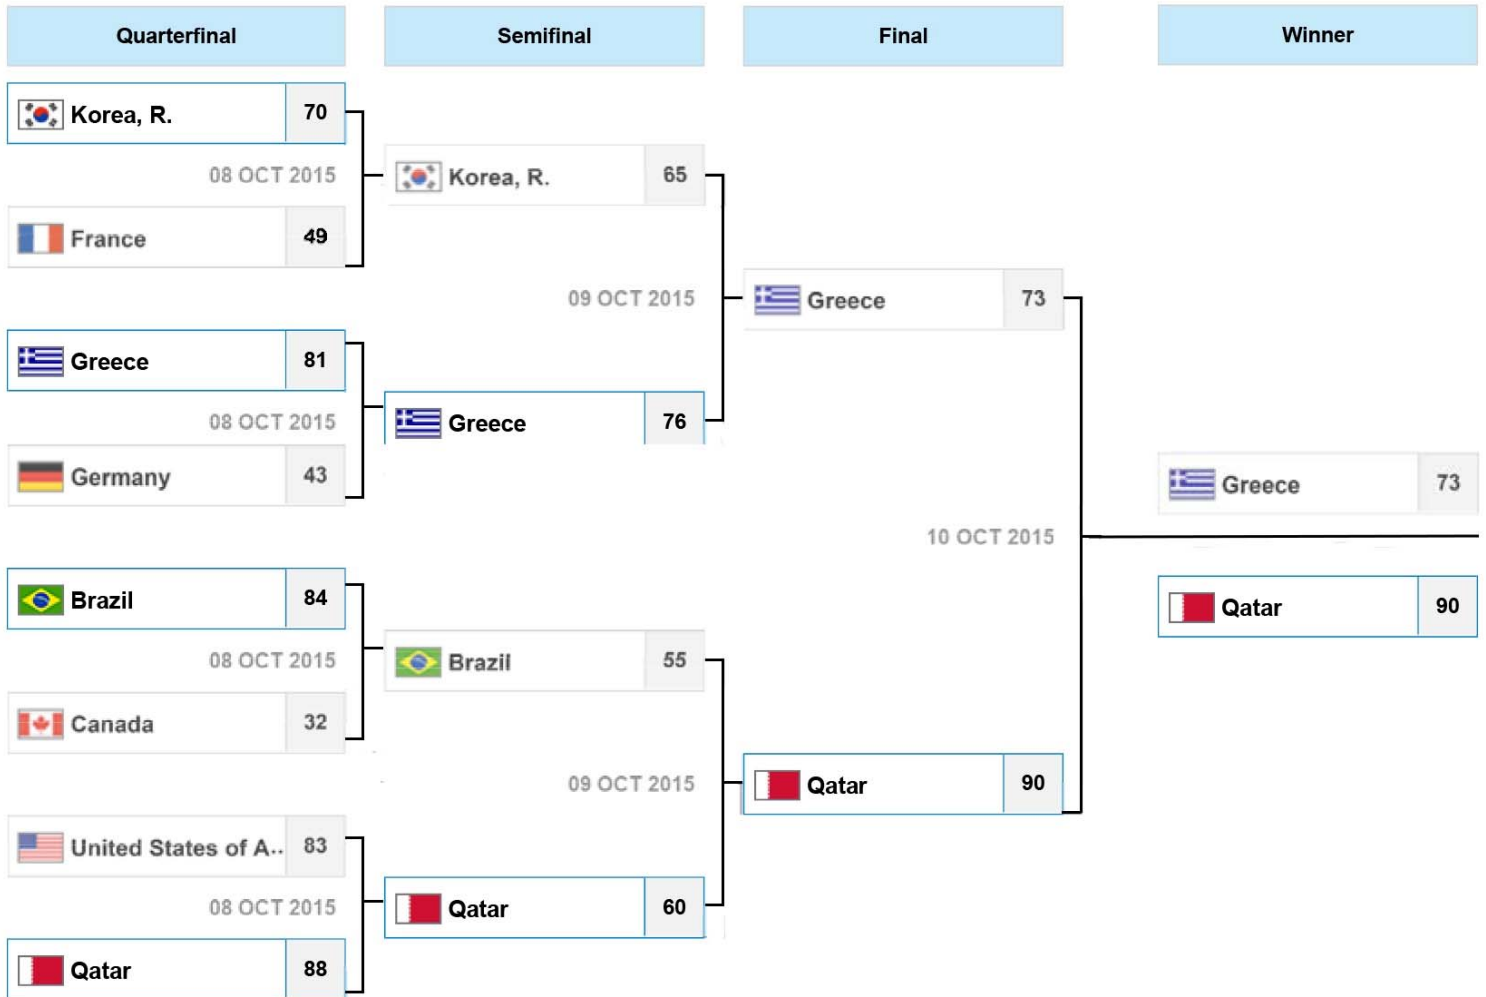 Quarterfinal Semifinal Final Winner
Korea, R. 70
08 OCT 2015
France 49
Korea, R. 65
09 OCT 2015
Greece 81
08 OCT 2015
Germany 43
Greece 76
Greece 73
10 OCT 2015
Greece 73
Qatar 90
Brazil 84
08 OCT 2015
Canada 32
Brazil 55
09 OCT 2015
Qatar 90
United States of A.. 83
08 OCT 2015
Qatar 88
Qatar 60